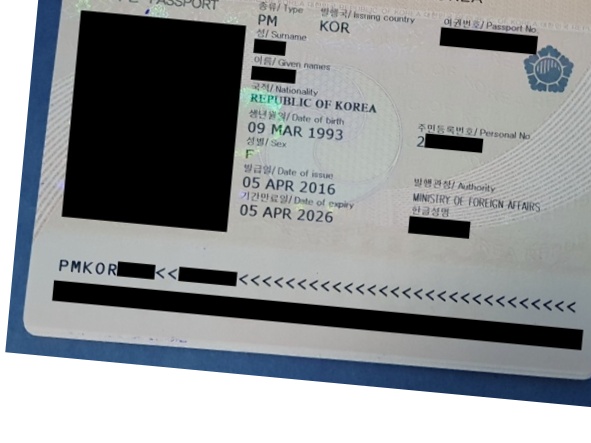 PASSPORT
종류/ Type
발행국/ Issuing country
여권번호/ Passport No.
PM
KOR
성/ Surname
이름/ Given names
국적/ Nationality
REPUBLIC OF KOREA
생년월일/ Date of birth
주민등록번호/ Personal No.
09 MAR 1993
2
성별/ Sex
F
발급일/ Date of issue
발행관청/ Authority
05 APR 2016
MINISTRY OF FOREIGN AFFAIRS
기간만료일/ Date of expiry
한글성명
05 APR 2026
PMKOR <<  <<<<<<<<<<<<<<<<<<<<<<<<<<<<<